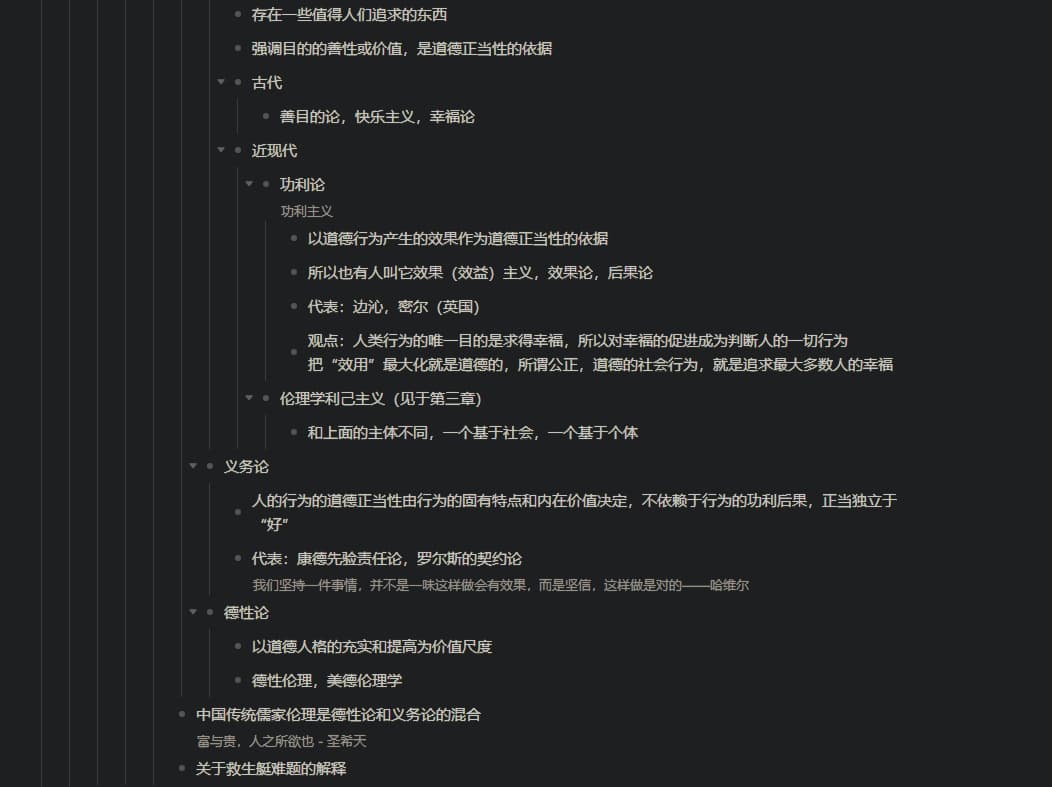 存在一些值得人们追求的东西
强调目的的善性或价值，是道德正当性的依据
古代
善目的论，快乐主义，幸福论
近现代
功利论
功利主义
以道德行为产生的效果作为道德正当性的依据
所以也有人叫它效果（效益）主义，效果论，后果论
代表：边沁，密尔（英国）
观点：人类行为的唯一目的是求得幸福，所以对幸福的促进成为判断人的一切行为
把“效用”最大化就是道德的，所谓公正，道德的社会行为，就是追求最大多数人的幸福
伦理学利己主义（见于第三章）
和上面的主体不同，一个基于社会，一个基于个体
义务论
人的行为的道德正当性由行为的固有特点和内在价值决定，不依赖于行为的功利后果，正当独立于
“好”
代表：康德先验责任论，罗尔斯的契约论
我们坚持一件事情，并不是一味这样做会有效果，而是坚信，这样做是对的——哈维尔
德性论
以道德人格的充实和提高为价值尺度
德性伦理，美德伦理学
中国传统儒家伦理是德性论和义务论的混合
富与贵，人之所欲也 - 圣希天
关于救生艇难题的解释